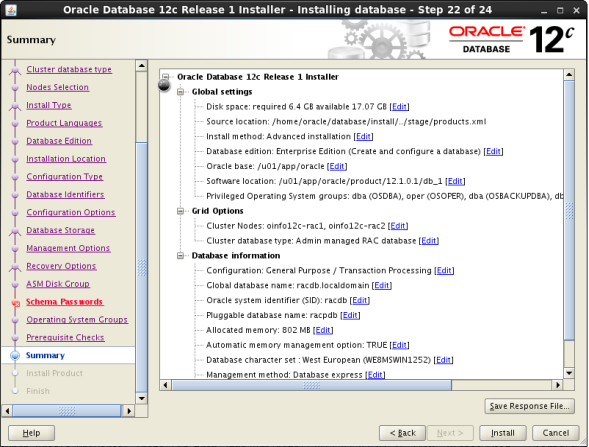 Oracle Database 12c Release 1 Installer - Installing database - Step 22 of 24
Summary
ORACLE
DATABASE
12c
Cluster database type
Nodes Selection
Install Type
Product Languages
Database Edition
Installation Location
Configuration Type
Database Identifiers
Configuration Options
Database Storage
Management Options
Recovery Options
ASM Disk Group
Schema Passwords
Operating System Groups
Prerequisite Checks
Summary
Install Product
Finish
Oracle Database 12c Release 1 Installer
Global settings
Disk space: required 6.4 GB available 17.07 GB [Edit]
Source location: /home/oracle/database/install/../stage/products.xml
Install method: Advanced installation [Edit]
Database edition: Enterprise Edition (Create and configure a database) [Edit]
Oracle base: /u01/app/oracle [Edit]
Software location: /u01/app/oracle/product/12.1.0.1/db_1 [Edit]
Privileged Operating System groups: dba (OSDBA), oper (OSOPER), dba (OSBACKUPDBA), db
Grid Options
Cluster Nodes: oinfo12c-rac1, oinfo12c-rac2 [Edit]
Cluster database type: Admin managed RAC database [Edit]
Database information
Configuration: General Purpose / Transaction Processing [Edit]
Global database name: racdb.localdomain [Edit]
Oracle system identifier (SID): racdb [Edit]
Pluggable database name: racpdb [Edit]
Allocated memory: 802 MB [Edit]
Automatic memory management option: TRUE [Edit]
Database character set : West European (WE8MSWIN1252) [Edit]
Management method: Database express [Edit]
Save Response File...
Help
< Back
Next >
Install
Cancel